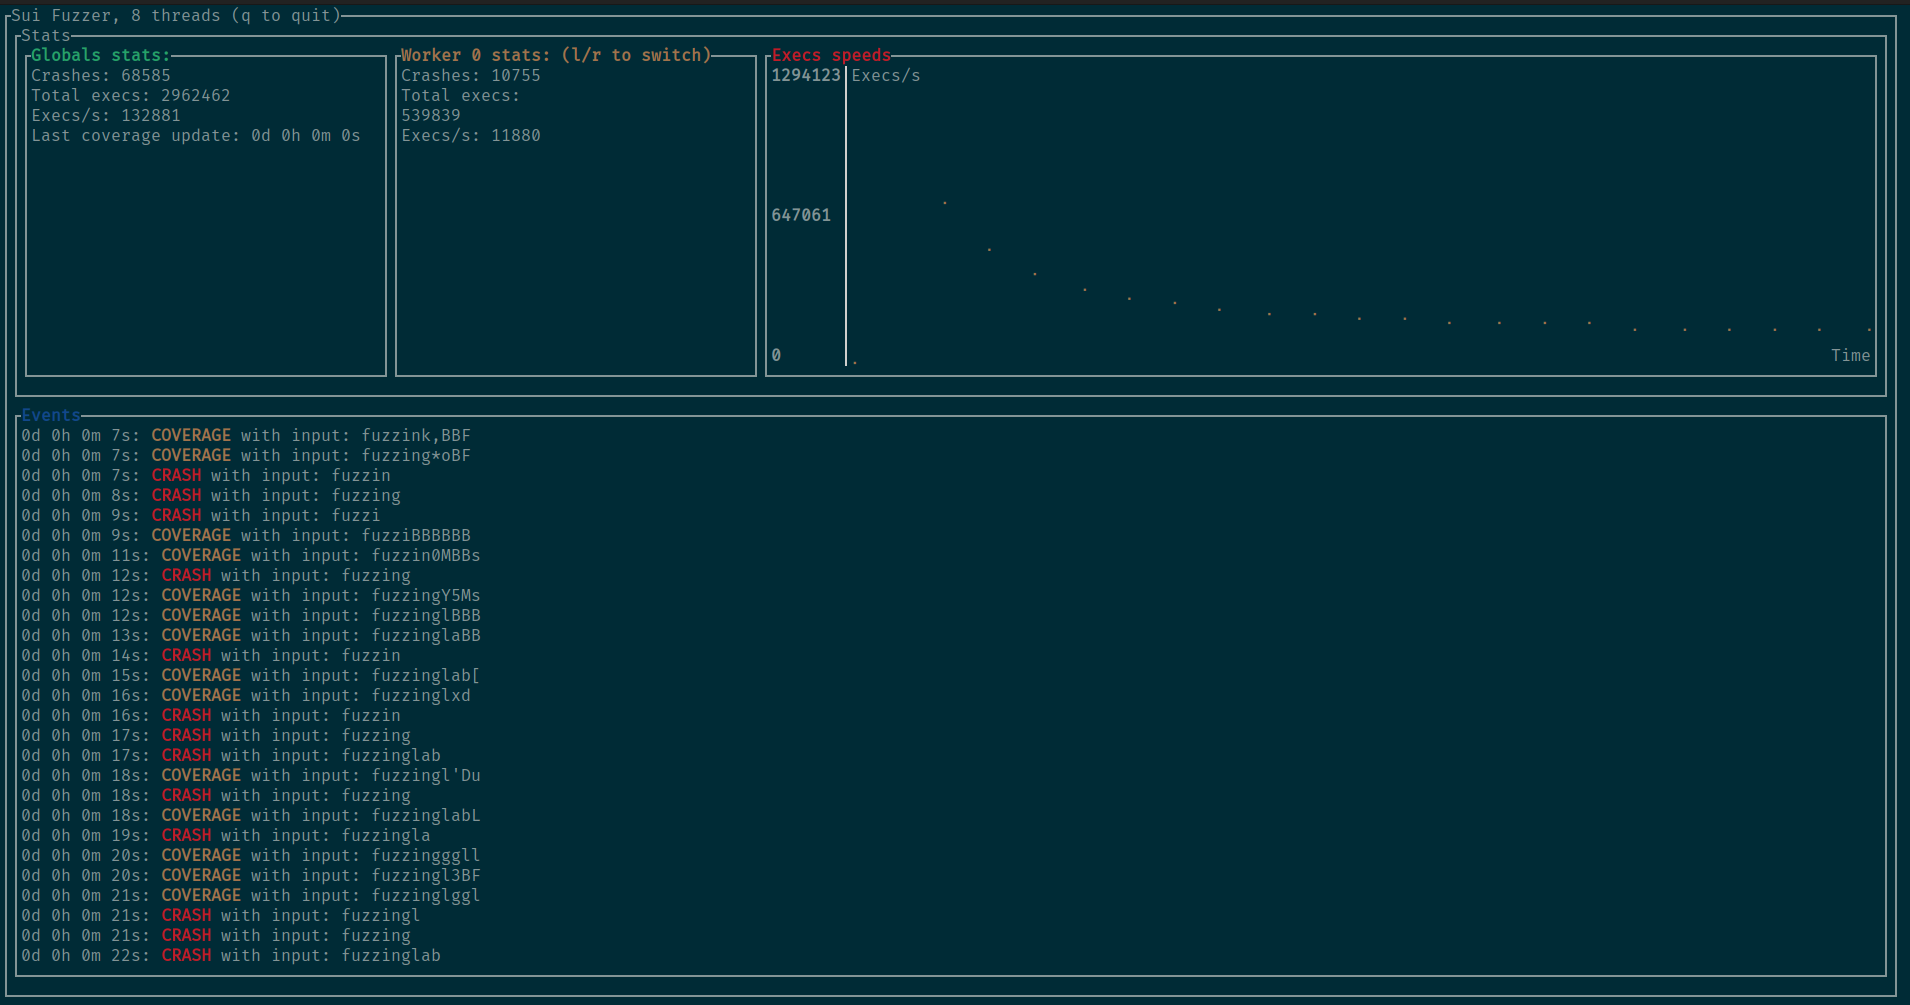 Sui Fuzzer, 8 threads (q to quit)
Stats
Globals stats:
Crashes: 68585
Total execs: 2962462
Execs/s: 132881
Last coverage update: 0d 0h 0m 0s
Worker 0 stats: (l/r to switch)
Crashes: 10755
Total execs:
539839
Execs/s: 11880
Execs speeds
1294123
Execs/s
647061
0
Time
Events
0d 0h 0m 7s: COVERAGE with input: fuzzink,BBF
0d 0h 0m 7s: COVERAGE with input: fuzzing*oBF
0d 0h 0m 7s: CRASH with input: fuzzin
0d 0h 0m 8s: CRASH with input: fuzzing
0d 0h 0m 9s: CRASH with input: fuzzi
0d 0h 0m 9s: COVERAGE with input: fuzziBBBBBB
0d 0h 0m 11s: COVERAGE with input: fuzzin0MBBs
0d 0h 0m 12s: CRASH with input: fuzzing
0d 0h 0m 12s: COVERAGE with input: fuzzingY5Ms
0d 0h 0m 12s: COVERAGE with input: fuzzinglBBB
0d 0h 0m 13s: COVERAGE with input: fuzzinglaBB
0d 0h 0m 14s: CRASH with input: fuzzin
0d 0h 0m 15s: COVERAGE with input: fuzzinglab[
0d 0h 0m 16s: COVERAGE with input: fuzzinglxd
0d 0h 0m 16s: CRASH with input: fuzzin
0d 0h 0m 17s: CRASH with input: fuzzing
0d 0h 0m 17s: CRASH with input: fuzzinglab
0d 0h 0m 18s: COVERAGE with input: fuzzingl'Du
0d 0h 0m 18s: CRASH with input: fuzzing
0d 0h 0m 18s: COVERAGE with input: fuzzinglabL
0d 0h 0m 19s: CRASH with input: fuzzingla
0d 0h 0m 20s: COVERAGE with input: fuzzingggll
0d 0h 0m 20s: COVERAGE with input: fuzzingl3BF
0d 0h 0m 21s: COVERAGE with input: fuzzinglggl
0d 0h 0m 21s: CRASH with input: fuzzingl
0d 0h 0m 21s: CRASH with input: fuzzing
0d 0h 0m 22s: CRASH with input: fuzzinglab